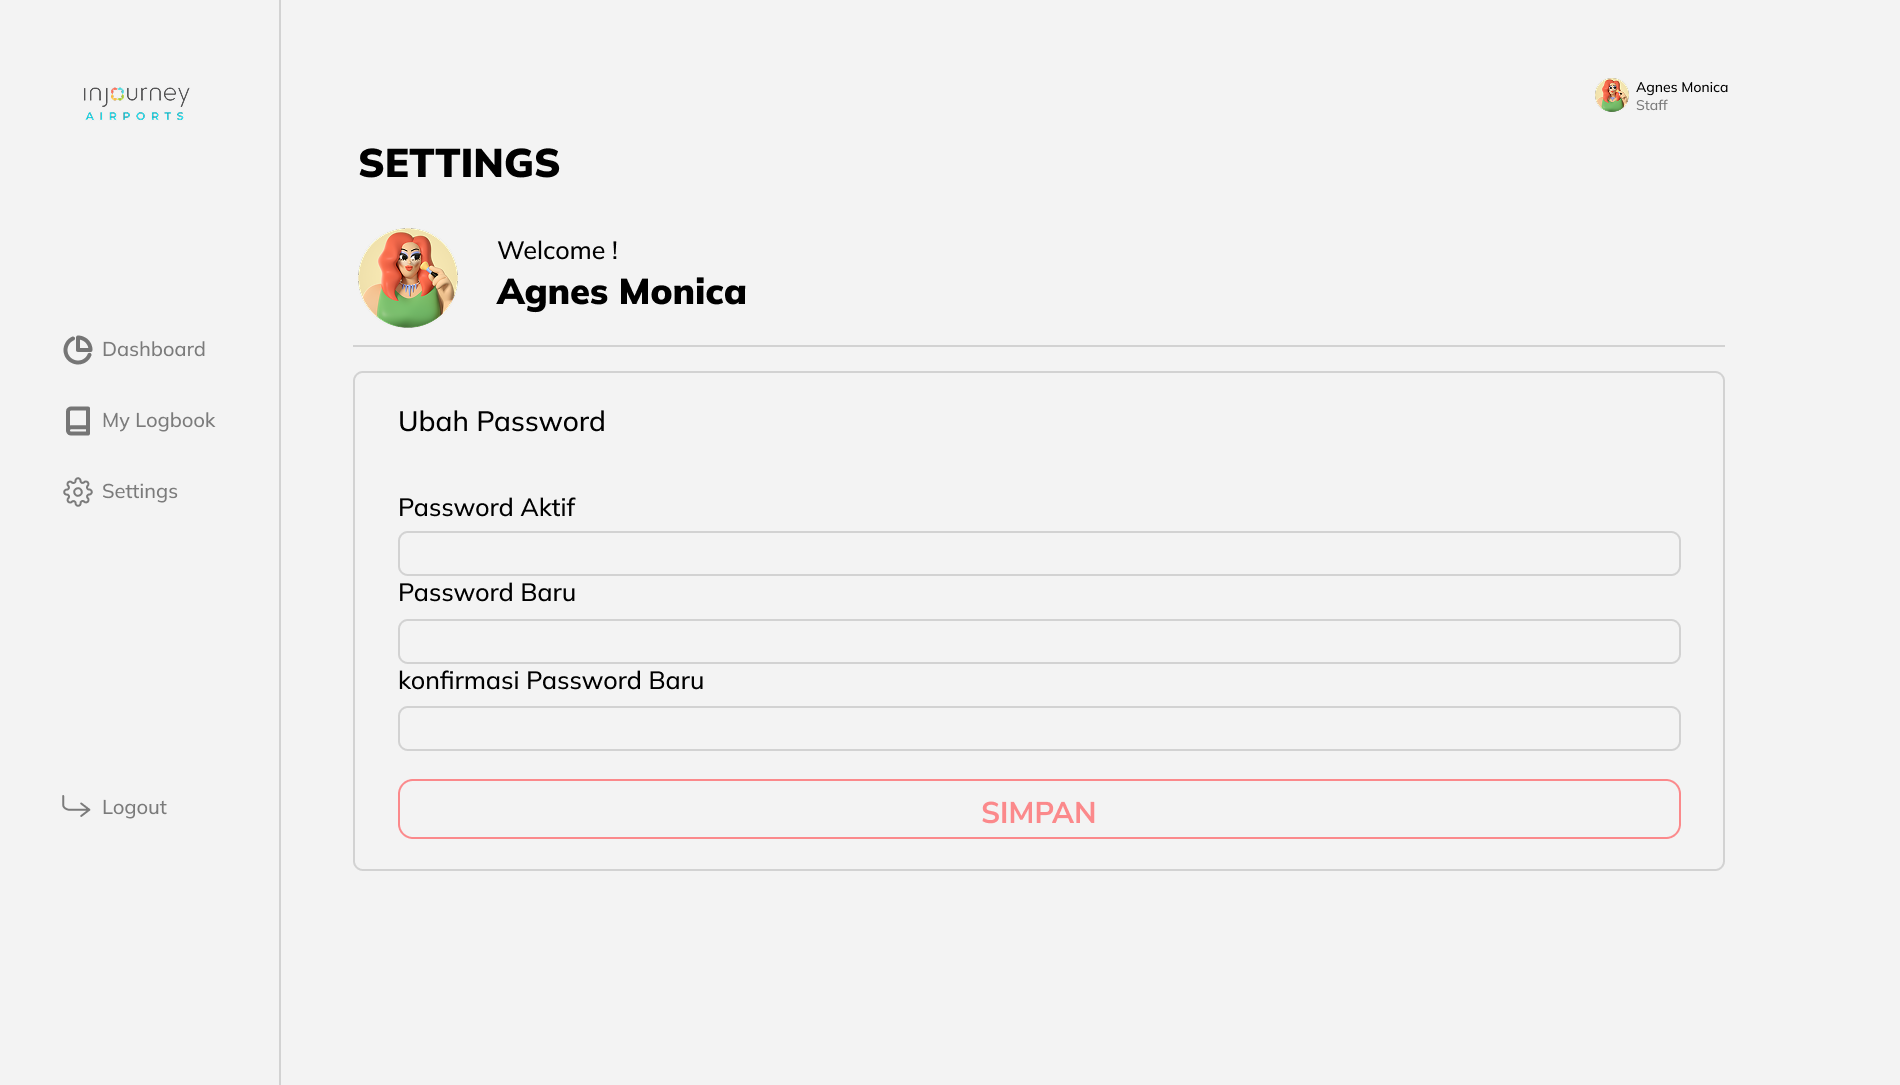 injourney
AIRPORTS
Agnes Monica
Staff
SETTINGS
Welcome !
Agnes Monica
Dashboard
My Logbook
Settings
Logout
Ubah Password
Password Aktif
Password Baru
konfirmasi Password Baru
SIMPAN